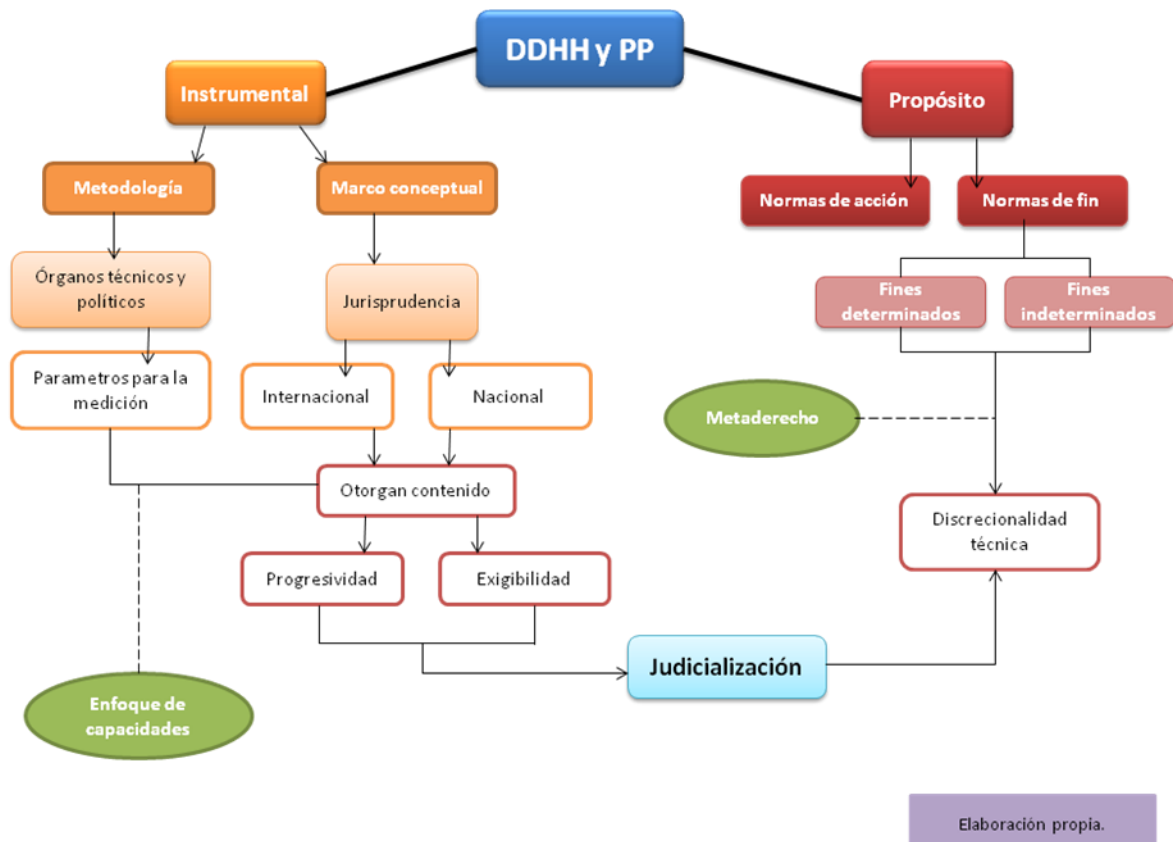 DDHH y PP
Instrumental
Propósito
Metodología
Marco conceptual
Normas de acción
Normas de fin
Órganos técnicos y
políticos
Jurisprudencia
Fines
determinados
Fines
indeterminados
Parametros para la
medición
Internacional
Nacional
Metaderecho
Otorgan contenido
Discrecionalidad
técnica
Progresividad
Exigibilidad
Judicialización
Enfoque de
capacidades
Elaboración propia.